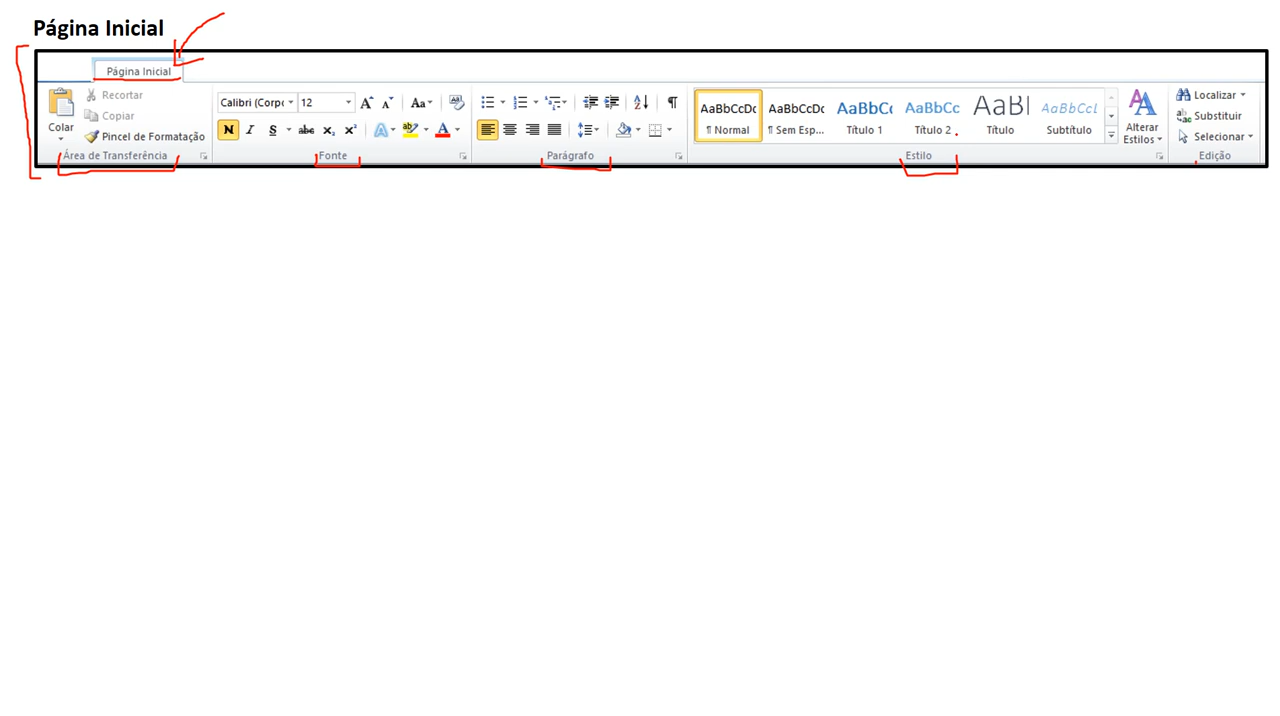 Página Inicial
Página Inicial
Colar
Recortar
Copiar
Pincel de Formatação
Área de Transferência
Calibri (Corp 12 Aa
N I S abc x₂ x² A ab A
Fonte
Parágrafo
AaBbCcDc AaBbCcDc AaBbCc AaBbCc AaBl AaBbCcl
¶ Normal ¶ Sem Esp... Título 1 Título 2 Título Subtítulo
Estilo
Alterar
Estilos
Localizar
Substituir
Selecionar
Edição